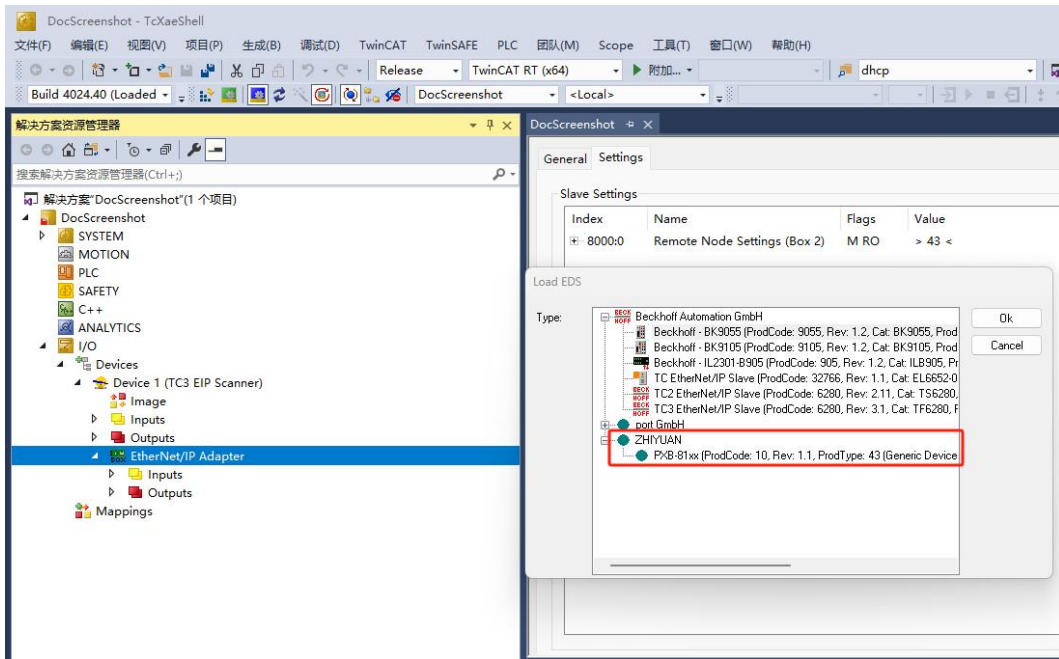 DocScreenshot - TcXaeShell
文件(F) 编辑(E) 视图(V) 项目(P) 生成(B) 调试(D) TwinCAT TwinSAFE PLC 团队(M) Scope 工具(T) 窗口(W) 帮助(H)
Release TwinCAT RT (x64) 附加... dhcp
Build 4024.40 (Loaded DocScreenshot <Local>
解决方案资源管理器
搜索解决方案资源管理器(Ctrl+;)
解决方案"DocScreenshot"(1 个项目)
DocScreenshot
SYSTEM
MOTION
PLC
SAFETY
C++
ANALYTICS
I/O
Devices
Device 1 (TC3 EIP Scanner)
Image
Inputs
Outputs
EtherNet/IP Adapter
Inputs
Outputs
Mappings
DocScreenshot
General Settings
Slave Settings
Index Name Flags Value
8000:0 Remote Node Settings (Box 2) M RO > 43 <
Load EDS
Type:
Beckhoff Automation GmbH
Beckhoff - BK9055 (ProdCode: 9055, Rev: 1.2, Cat: BK9055, Prod
Beckhoff - BK9105 (ProdCode: 9105, Rev: 1.2, Cat: BK9105, Prod
Beckhoff - IL2301-B905 (ProdCode: 905, Rev: 1.2, Cat: ILB905, Pr
TC EtherNet/IP Slave (ProdCode: 32766, Rev: 1.1, Cat: EL6652-0
TC2 EtherNet/IP Slave (ProdCode: 6280, Rev: 2.11, Cat: TS6280,
TC3 EtherNet/IP Slave (ProdCode: 6280, Rev: 3.1, Cat: TF6280, F
port GmbH
ZHIYUAN
PXB-81xx (ProdCode: 10, Rev: 1.1, ProdType: 43 (Generic Device
Ok
Cancel